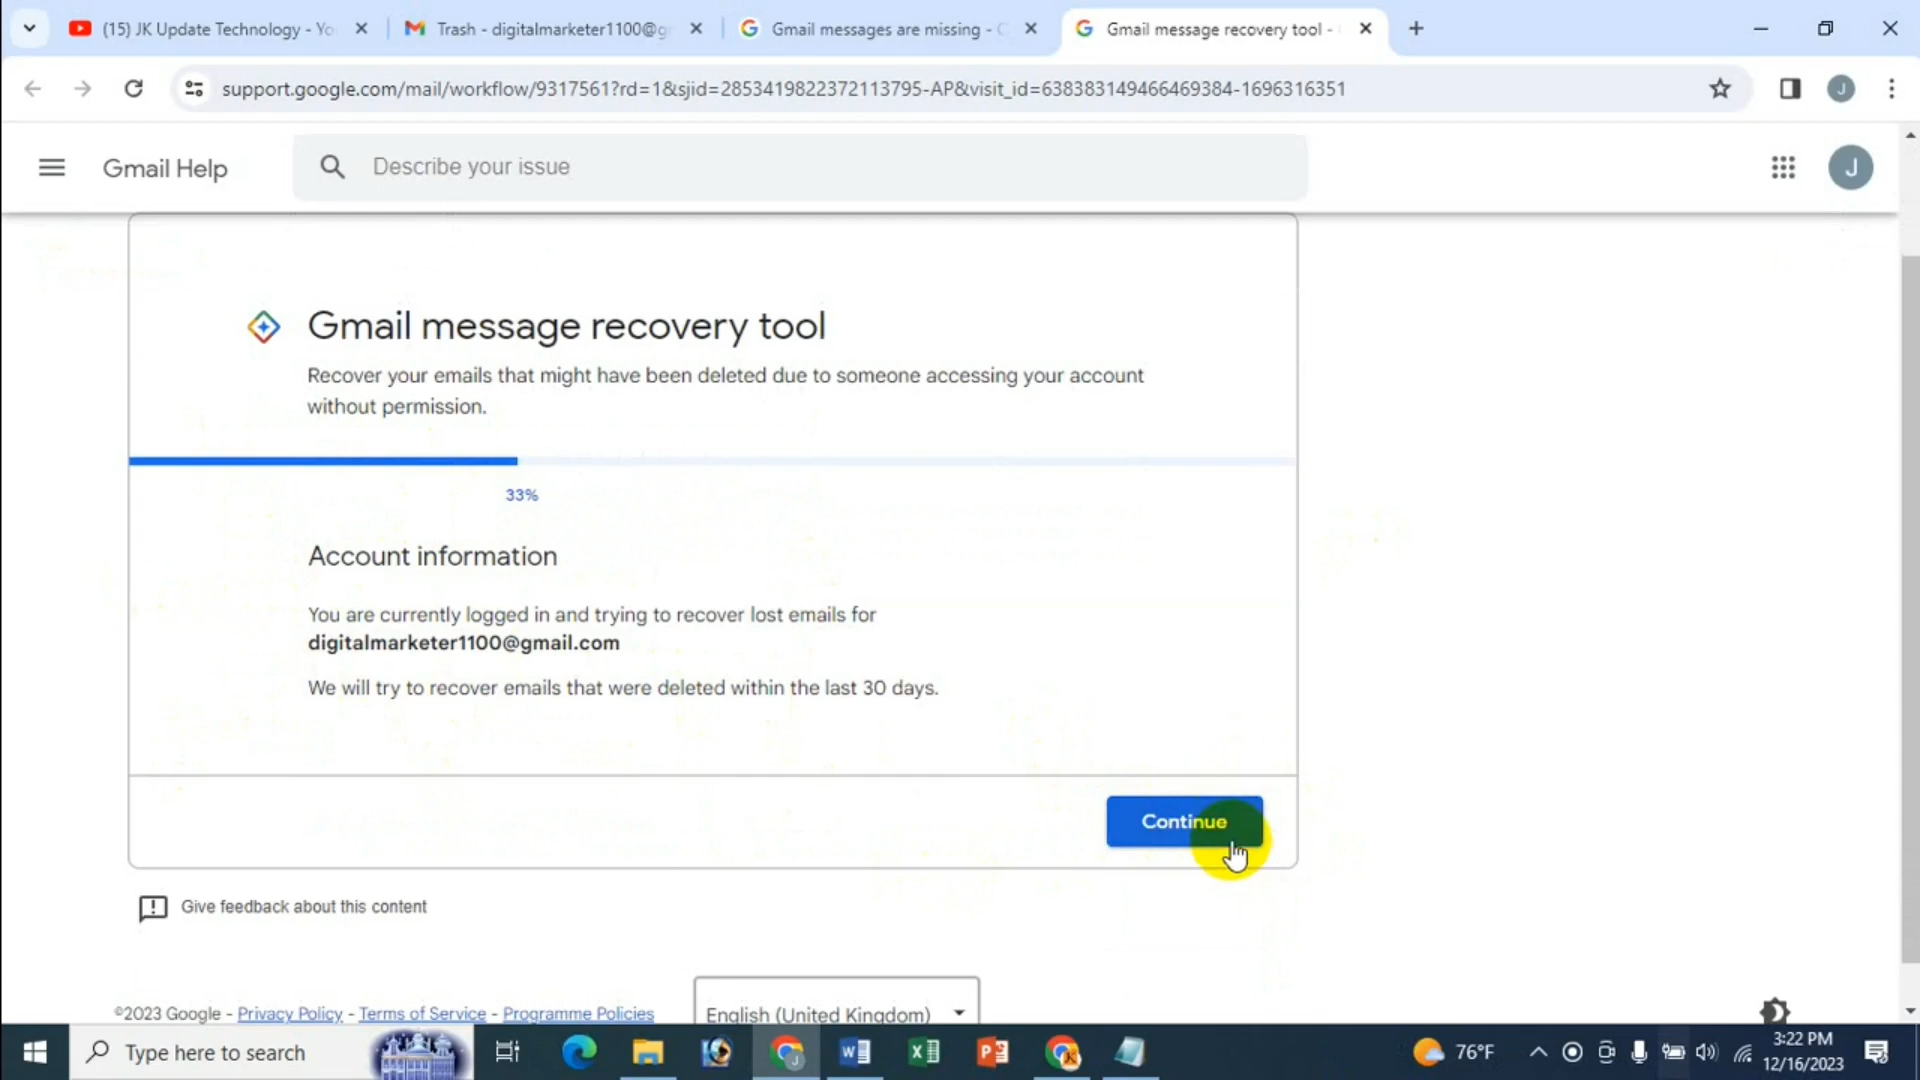 (15) JK Update Technology - Yo
Trash - digitalmarketer1100@g
Gmail messages are missing - C
Gmail message recovery tool -
support.google.com/mail/workflow/9317561?rd=1&sjid=2853419822372113795-AP&visit_id=638383149466469384-1696316351
J
Gmail Help
Describe your issue
J
Gmail message recovery tool
Recover your emails that might have been deleted due to someone accessing your account
without permission.
33%
Account information
You are currently logged in and trying to recover lost emails for
digitalmarketer1100@gmail.com
We will try to recover emails that were deleted within the last 30 days.
Continue
Give feedback about this content
©2023 Google - Privacy Policy - Terms of Service - Programme Policies
English (United Kingdom)
Type here to search
76°F
3:22 PM
12/16/2023